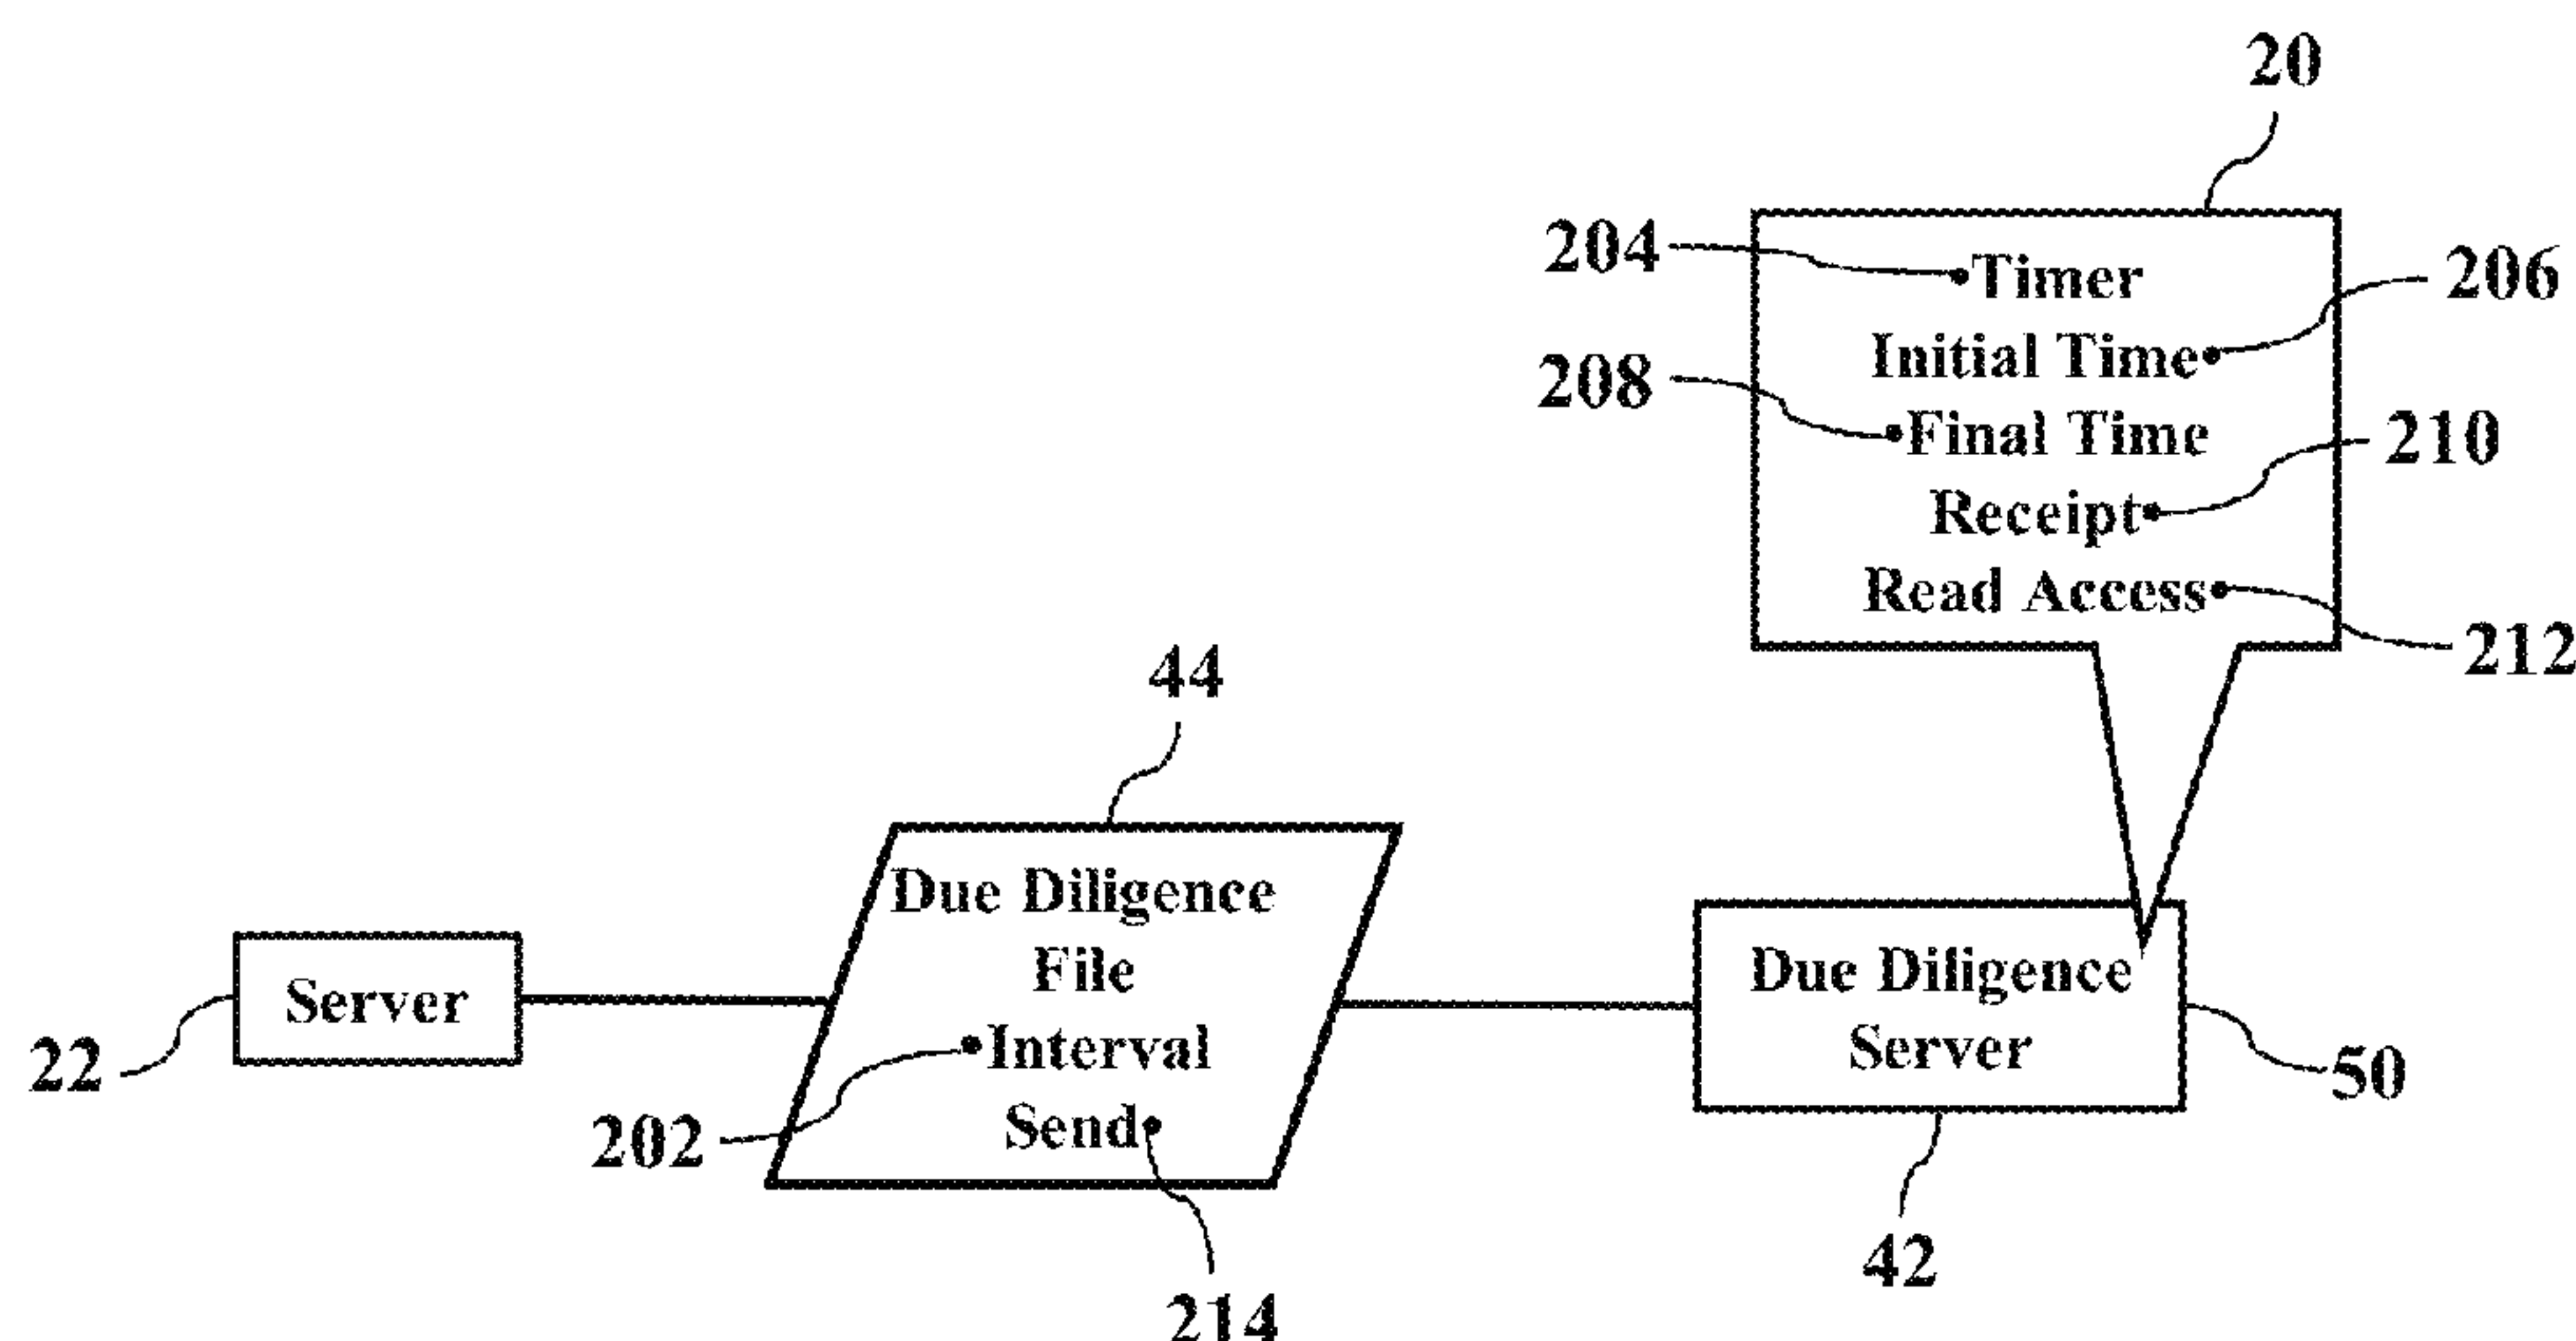 20
204
Timer
206
Initial Time
208
Final Time
210
Receipt
Read Access
212
44
Due Diligence
File
Interval
Send
202
214
Server
22
Due Diligence
Server
50
42